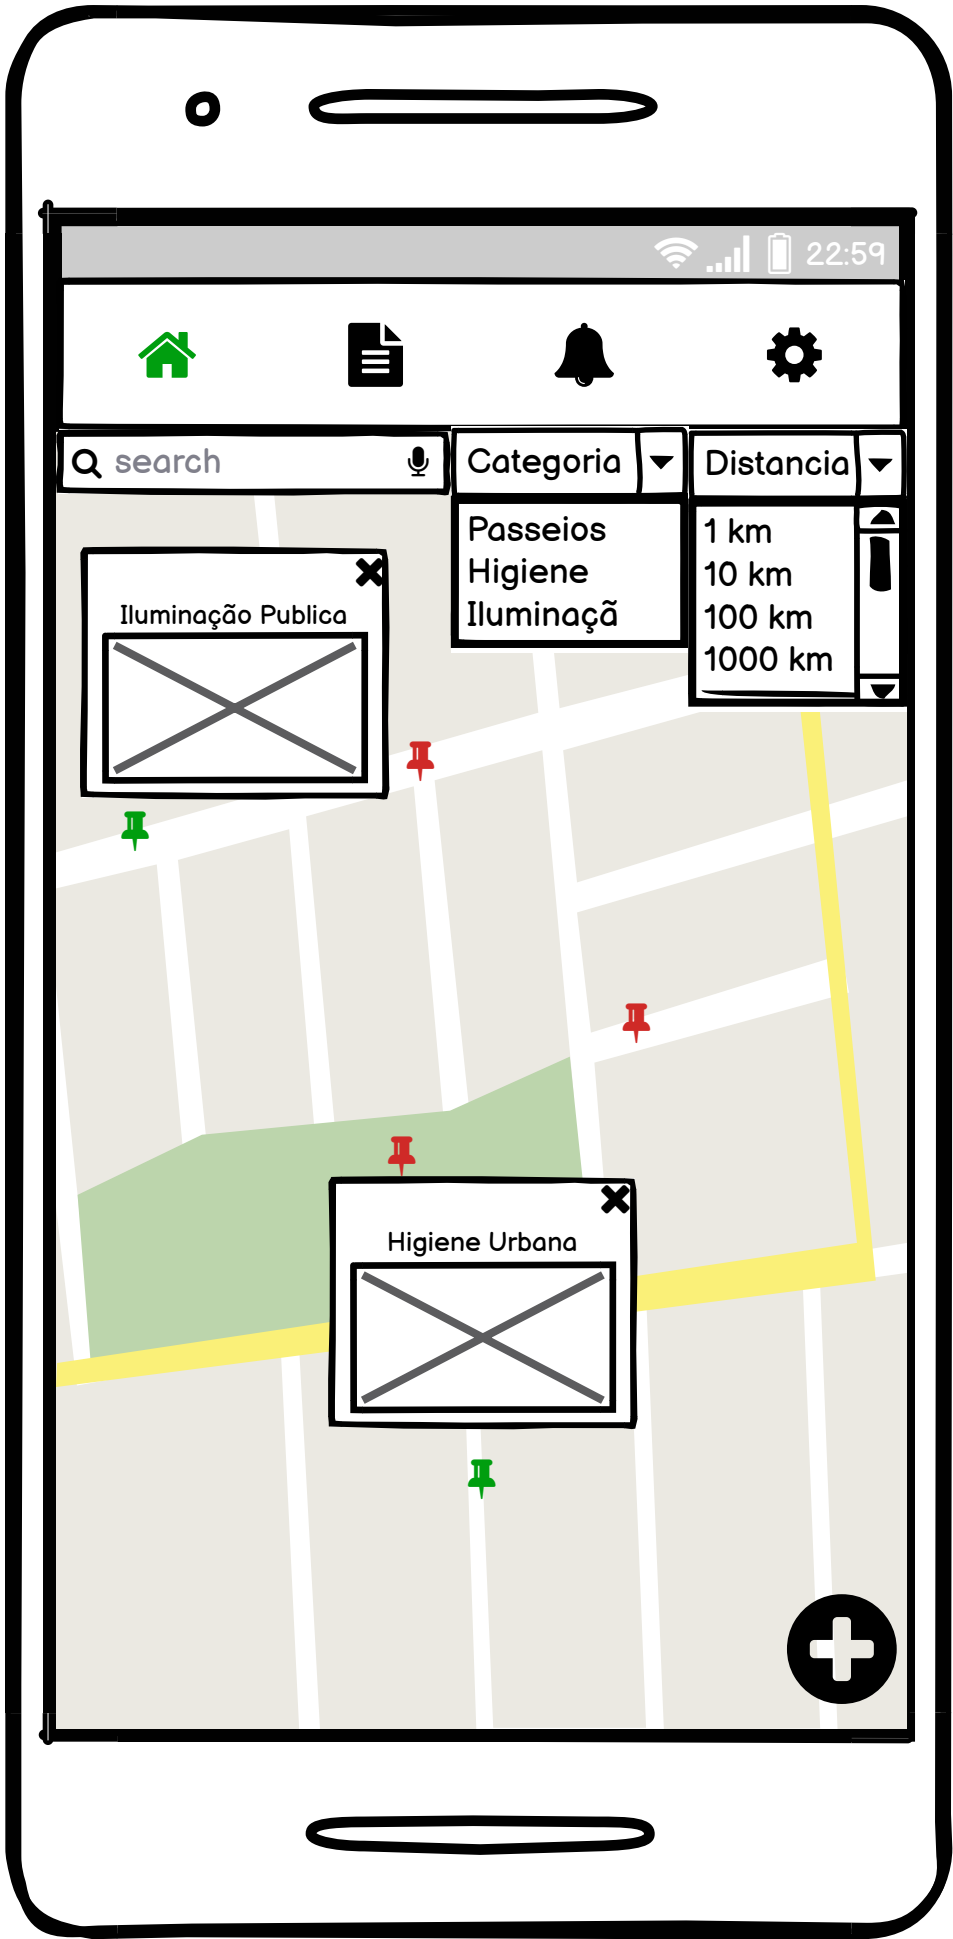 22:59
search
Categoria
Distancia
Passeios
Higiene
Iluminaçã
1 km
10 km
100 km
1000 km
Iluminação Publica
Higiene Urbana